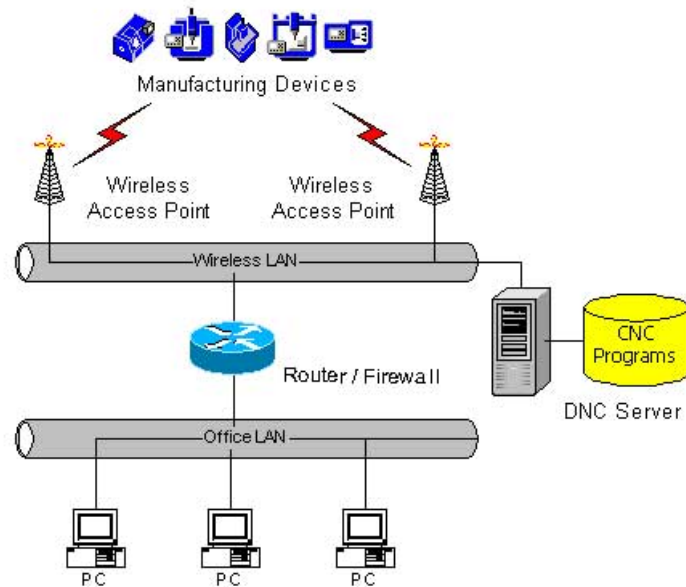 Manufacturing Devices
Wireless
Access Point
Wireless
Access Point
Wireless LAN
CNC
Programs
Router / Firewall
DNC Server
Office LAN
PC
PC
PC